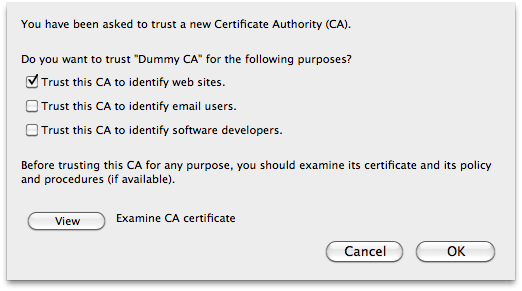 You have been asked to trust a new Certificate Authority (CA).
Do you want to trust "Dummy CA" for the following purposes?
Trust this CA to identify web sites.
Trust this CA to identify email users.
Trust this CA to identify software developers.
Before trusting this CA for any purpose, you should examine its certificate and its policy
and procedures (if available).
View Examine CA certificate
Cancel OK